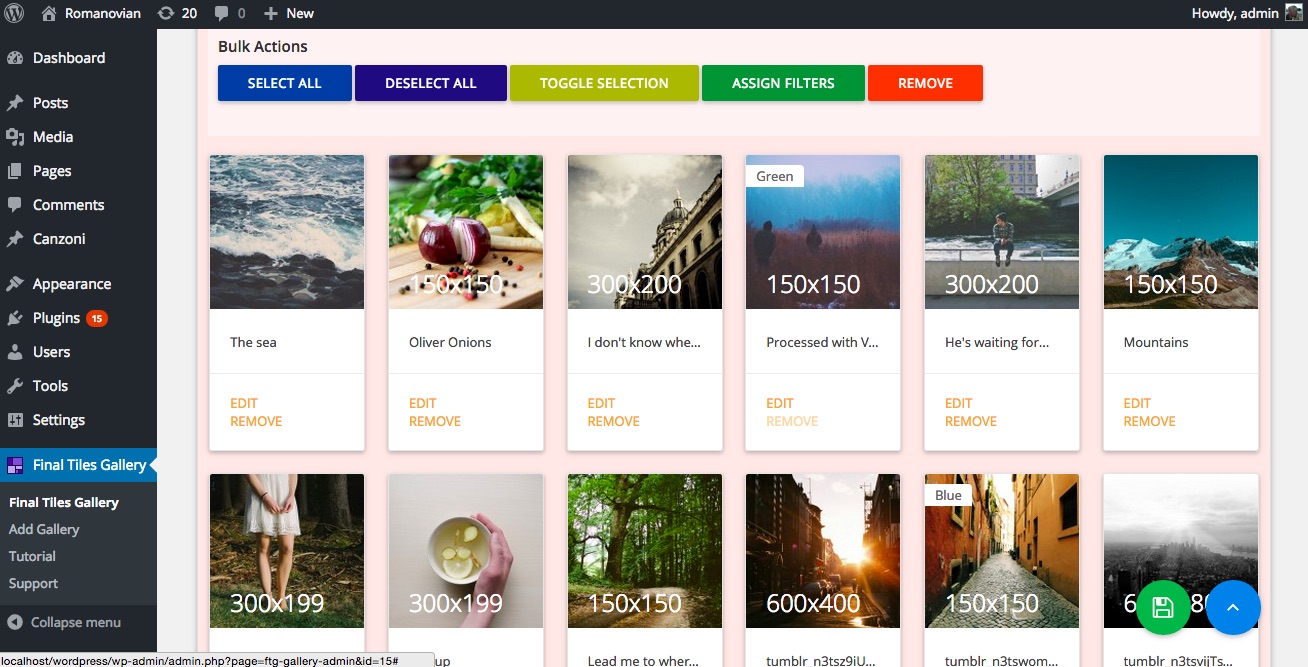 Romanovian
20
0
New
Howdy, admin
Dashboard
Posts
Media
Pages
Comments
Canzoni
Appearance
Plugins 15
Users
Tools
Settings
Final Tiles Gallery
Final Tiles Gallery
Add Gallery
Tutorial
Support
Collapse menu
localhost/wordpress/wp-admin/admin.php?page=ftg-gallery-admin&id=15#
Bulk Actions
SELECT ALL
DESELECT ALL
TOGGLE SELECTION
ASSIGN FILTERS
REMOVE
The sea
EDIT
REMOVE
150x150
Oliver Onions
EDIT
REMOVE
300x200
I don't know whe...
EDIT
REMOVE
Green
150x150
Processed with V...
EDIT
REMOVE
300x200
He's waiting for...
EDIT
REMOVE
150x150
Mountains
EDIT
REMOVE
300x199
300x199
150x150
Lead me to wher...
600x400
tumblr_n3tsz9iU...
Blue
150x150
tumblr_n3tswom...
tumblr_n3tsvjjTs...